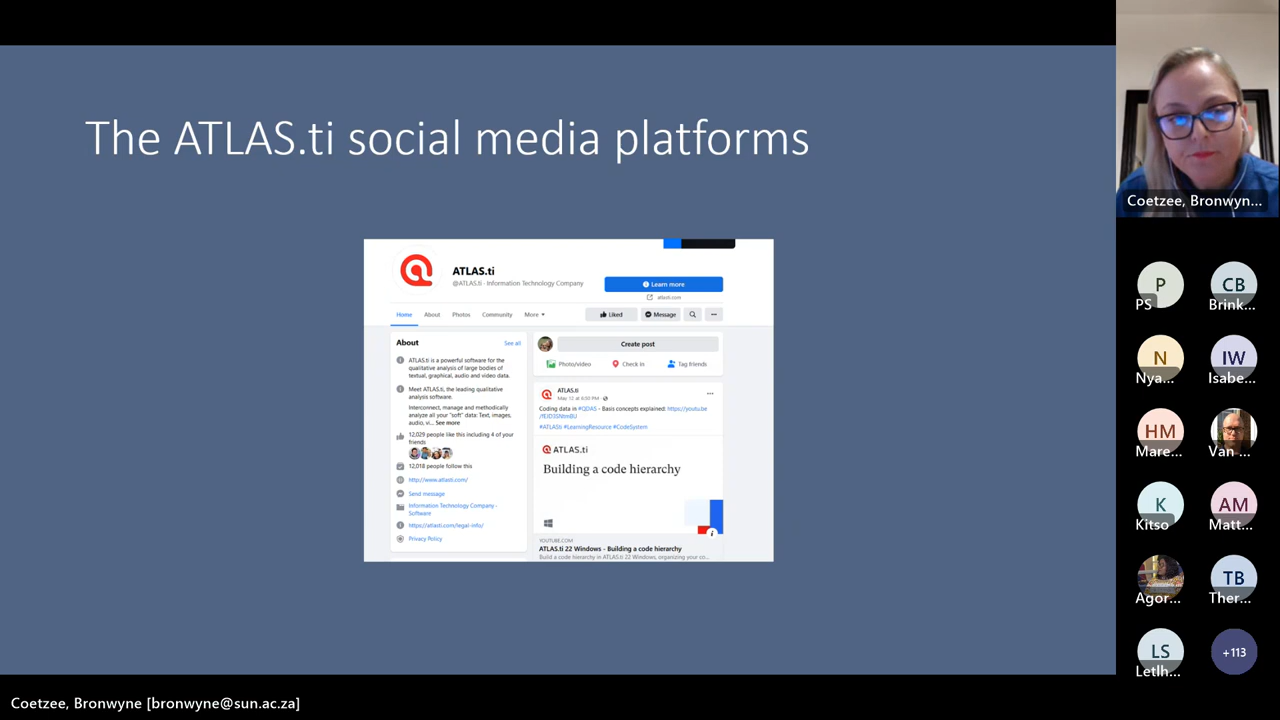 The ATLAS.ti social media platforms
ATLAS.ti
@ATLAS.ti · Information Technology Company
Learn more
atlasti.com
Home About Photos Community More
Liked Message
About See all
ATLAS.ti is a powerful software for the
qualitative analysis of large bodies of
textual, graphical, audio and video data.
Meet ATLAS.ti, the leading qualitative
analysis software.
Interconnect, manage and methodically
analyze all your "soft" data: Text, images,
audio, vi... See more
12,029 people like this including 4 of your
friends
12,018 people follow this
http://www.atlasti.com/
Send message
Information Technology Company ·
Software
https://atlasti.com/legal-info/
Privacy Policy
Create post
Photo/video Check in Tag friends
ATLAS.ti
May 12 at 6:50 PM ·
Coding data in #QDAS - Basis concepts explained: https://youtu.be
#ATLASti #LearningResource #CodeSystem
ATLAS.ti
Building a code hierarchy
YOUTUBE.COM
ATLAS.ti 22 Windows - Building a code hierarchy
Build a code hierarchy in ATLAS.ti 22 Windows, organizing your co...
Coetzee, Bronwyn...
P CB
PS Brink...
N IW
Nya... Isabe...
HM
Mare... Van ...
K AM
Kitso Matt...
TB
Agor... Ther...
LS +113
Letlh...
Coetzee, Bronwyne [bronwyne@sun.ac.za]